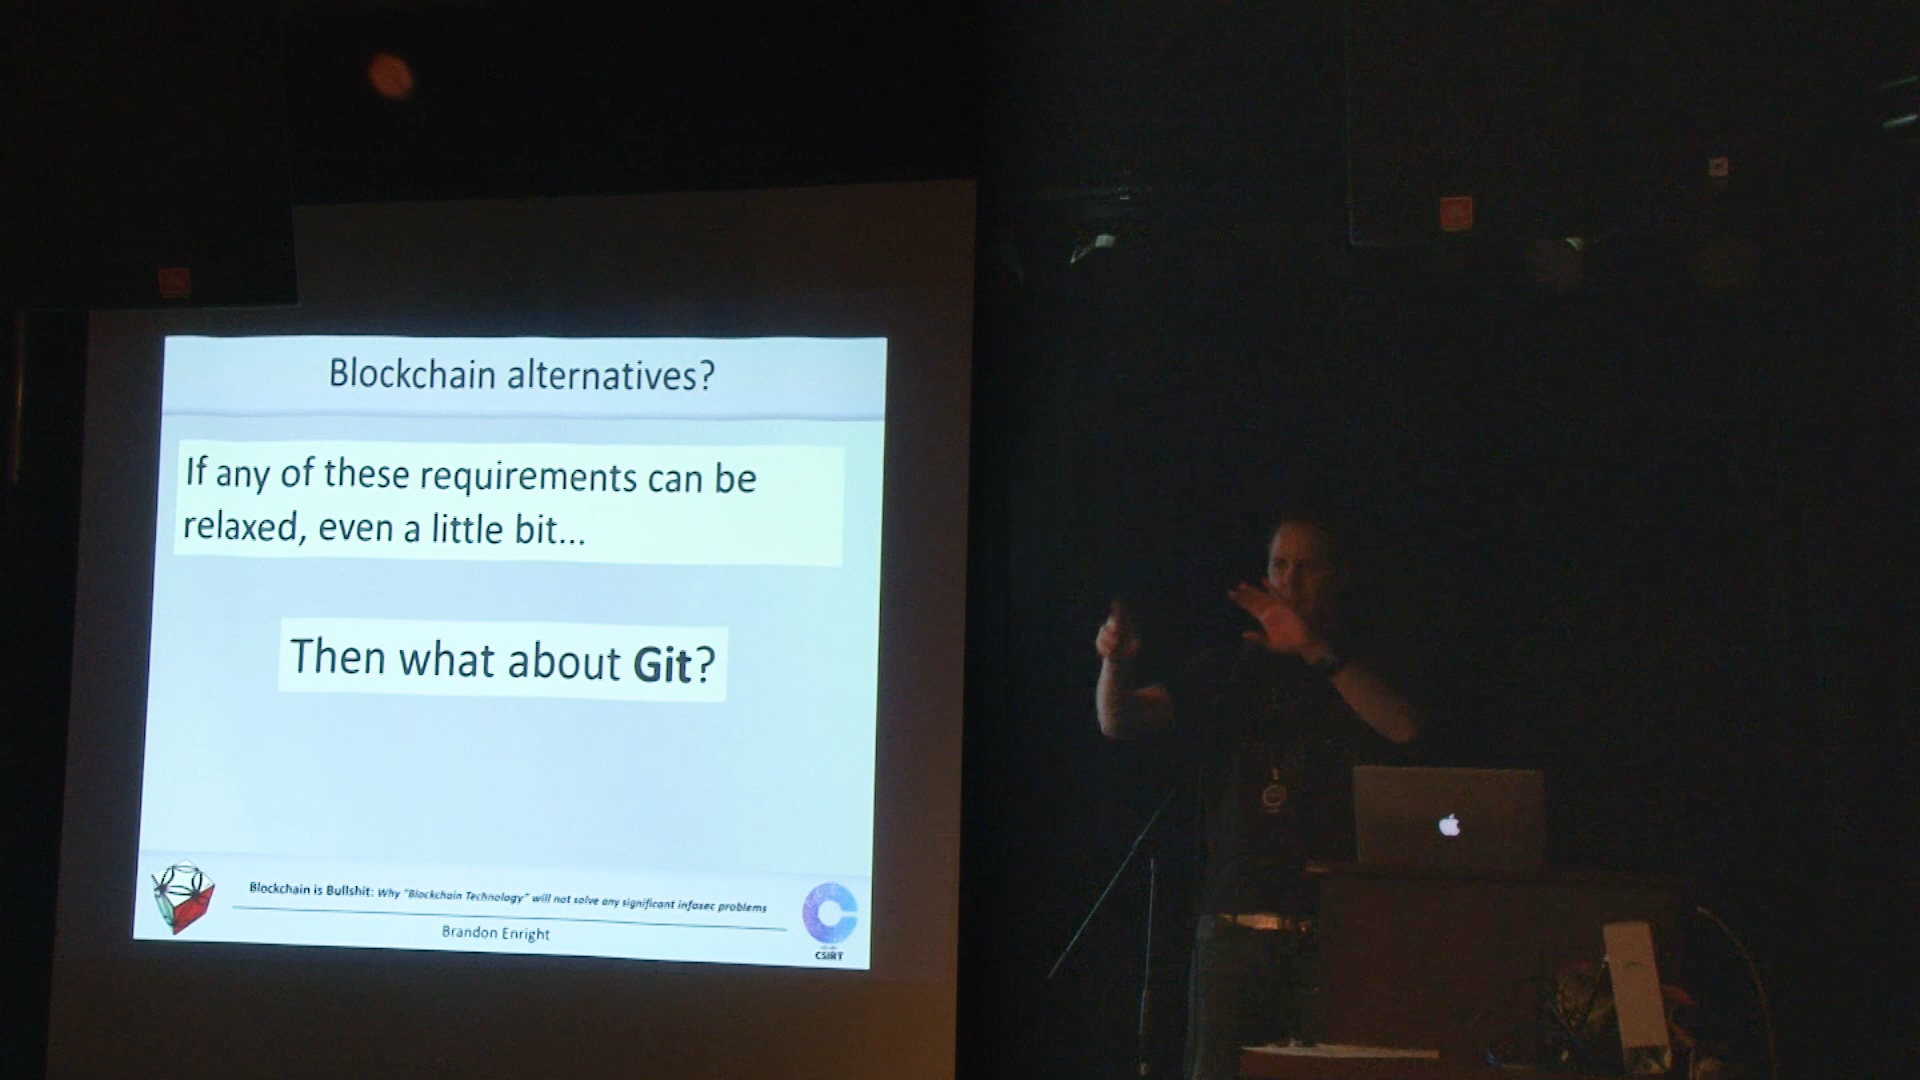 Blockchain alternatives?
If any of these requirements can be
relaxed, even a little bit...
Then what about Git?
Blockchain is Bullshit: Why "Blockchain Technology" will not solve any significant infosec problems
Brandon Enright
CSIRT